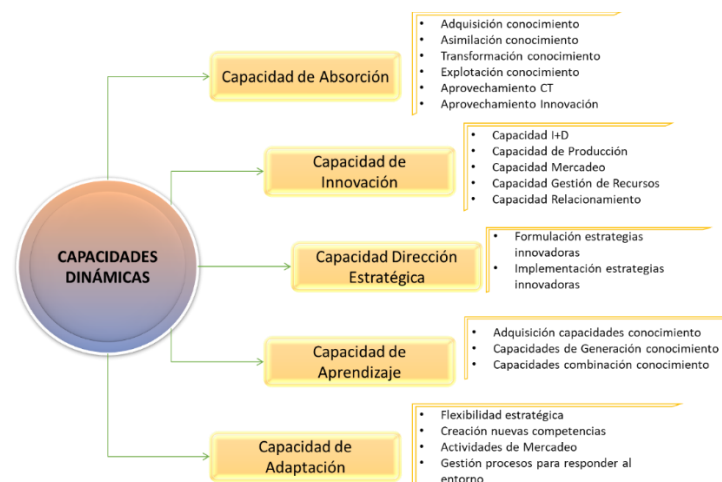 CAPACIDADES
DINÁMICAS
Capacidad de Absorción
• Adquisición conocimiento
• Asimilación conocimiento
• Transformación conocimiento
• Explotación conocimiento
• Aprovechamiento CT
• Aprovechamiento Innovación
Capacidad de
Innovación
• Capacidad I+D
• Capacidad de Producción
• Capacidad Mercadeo
• Capacidad Gestión de Recursos
• Capacidad Relacionamiento
Capacidad Dirección
Estratégica
• Formulación estrategias
innovadoras
• Implementación estrategias
innovadoras
Capacidad de
Aprendizaje
• Adquisición capacidades conocimiento
• Capacidades de Generación conocimiento
• Capacidades combinación conocimiento
Capacidad de
Adaptación
• Flexibilidad estratégica
• Creación nuevas competencias
• Actividades de Mercadeo
• Gestión procesos para responder al
entorno